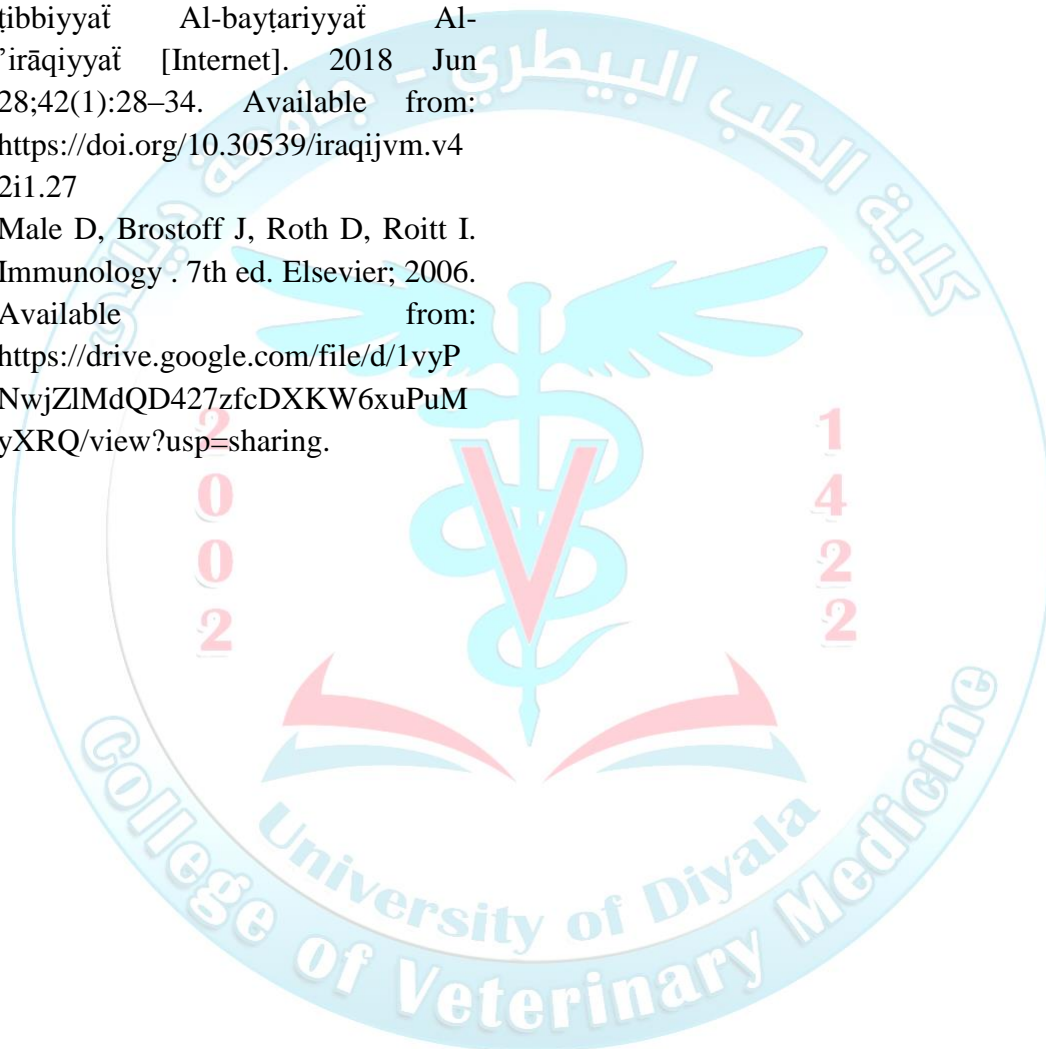 ṭibbiyyaẗ Al-bayṭariyyaẗ Al-
ʼirāqiyyaẗ [Internet]. 2018 Jun
28;42(1):28–34. Available from:
https://doi.org/10.30539/iraqijvm.v4
2i1.27
Male D, Brostoff J, Roth D, Roitt I.
Immunology . 7th ed. Elsevier; 2006.
Available from:
https://drive.google.com/file/d/1vyP
NwjZlMdQD427zfcDXKW6xuPuM
yXRQ/view?usp=sharing.
كلية الطب البيطري - جامعة ديالى
2002
1422
University of Diyala
College of Veterinary Medicine